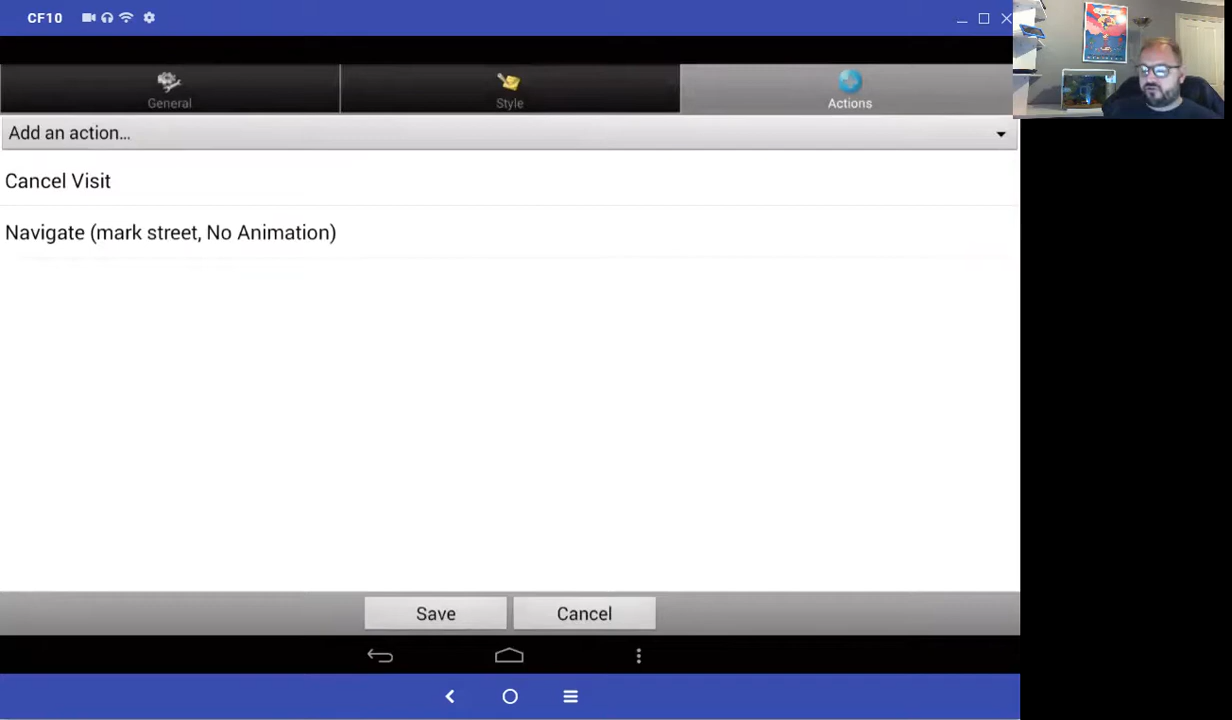 CF10
General
Style
Actions
Add an action...
Cancel Visit
Navigate (mark street, No Animation)
Save
Cancel